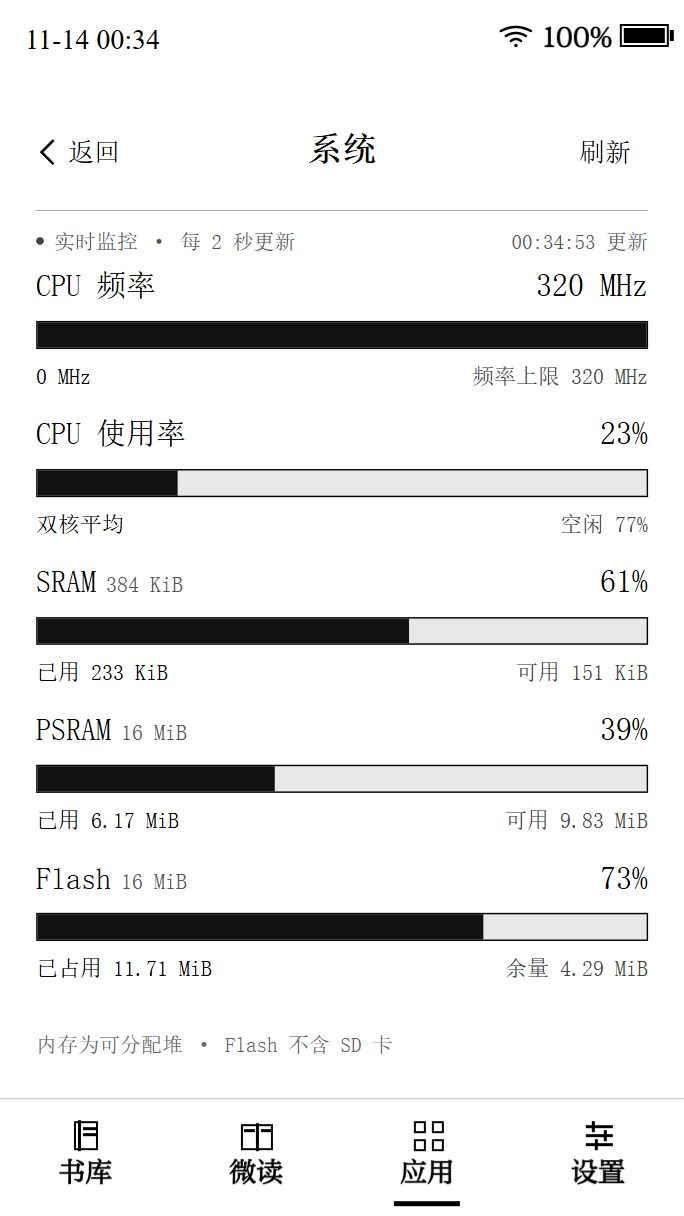 11-14 00:34 100%
返回 系统 刷新
• 实时监控 • 每 2 秒更新 00:34:53 更新
CPU 频率 320 MHz
0 MHz 频率上限 320 MHz
CPU 使用率 23%
双核平均 空闲 77%
SRAM 384 KiB 61%
已用 233 KiB 可用 151 KiB
PSRAM 16 MiB 39%
已用 6.17 MiB 可用 9.83 MiB
Flash 16 MiB 73%
已占用 11.71 MiB 余量 4.29 MiB
内存为可分配堆 • Flash 不含 SD 卡
书库 微读 应用 设置